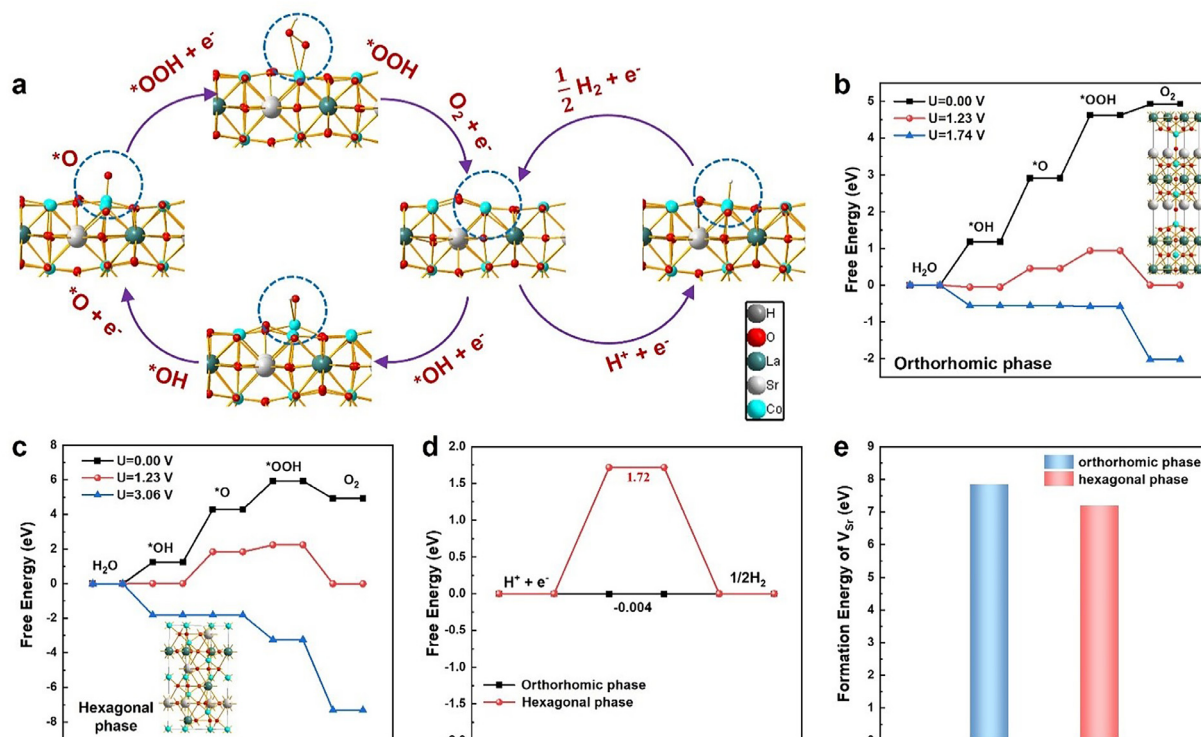 a
*OOH + e-
*OOH
O2 + e-
1/2 H2 + e-
*O
*O + e-
*OH
*OH + e-
H+ + e-
H
O
La
Sr
Co
b
U=0.00 V
U=1.23 V
U=1.74 V
Free Energy (eV)
5
4
3
2
1
0
-1
-2
H2O
*OH
*O
*OOH
O2
Orthorhomic phase
c
U=0.00 V
U=1.23 V
U=3.06 V
Free Energy (eV)
8
6
4
2
0
-2
-4
-6
-8
H2O
*OH
*O
*OOH
O2
Hexagonal
phase
d
Free Energy (eV)
2.0
1.5
1.0
0.5
0.0
-0.5
-1.0
-1.5
H+ + e-
1.72
-0.004
1/2H2
Orthorhomic phase
Hexagonal phase
e
Formation Energy of VSr (eV)
9
8
7
6
5
4
3
2
1
orthorhomic phase
hexagonal phase